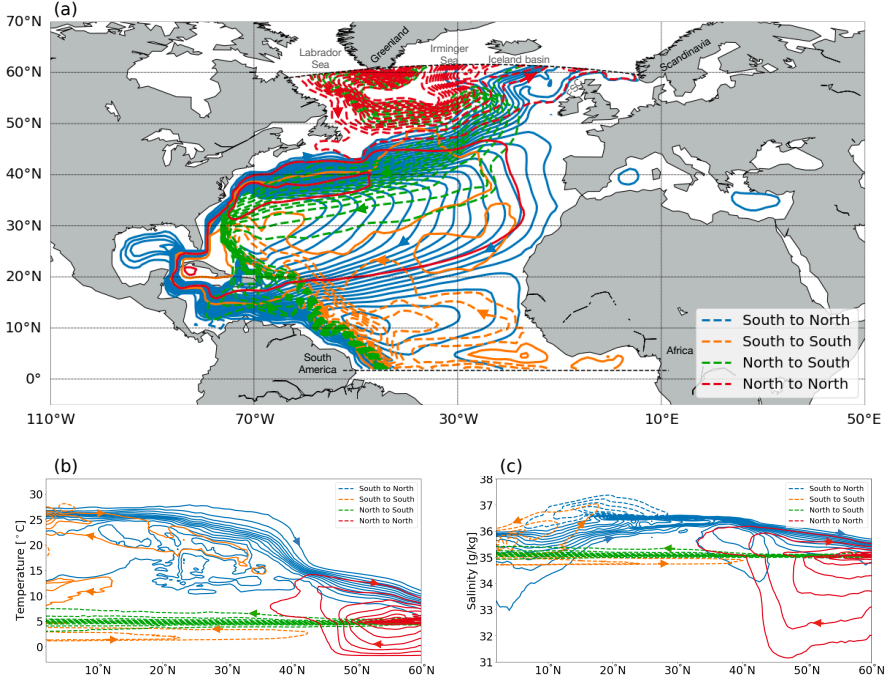 (a)
70°N
60°N
50°N
40°N
30°N
20°N
10°N
0°
110°W
70°W
30°W
10°E
50°E
Labrador
Sea
Greenland
Irminger
Sea
Iceland basin
Scandinavia
South
America
Africa
South to North
South to South
North to South
North to North
(b)
Temperature [°C]
30
25
20
15
10
5
0
10°N
20°N
30°N
40°N
50°N
60°N
South to North
South to South
North to South
North to North
(c)
Salinity [g/kg]
38
37
36
35
34
33
32
31
10°N
20°N
30°N
40°N
50°N
60°N
South to North
South to South
North to South
North to North